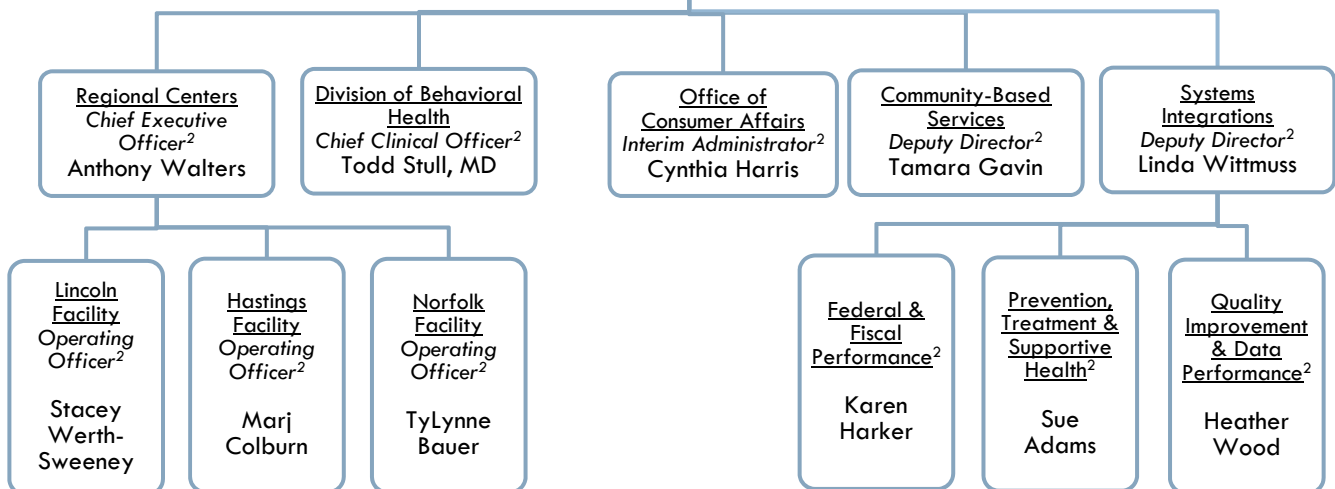 Regional Centers
Chief Executive
Officer²
Anthony Walters
Division of Behavioral
Health
Chief Clinical Officer²
Todd Stull, MD
Office of
Consumer Affairs
Interim Administrator²
Cynthia Harris
Community-Based
Services
Deputy Director²
Tamara Gavin
Systems
Integrations
Deputy Director²
Linda Wittmuss
Lincoln
Facility
Operating
Officer²
Stacey
Werth-
Sweeney
Hastings
Facility
Operating
Officer²
Marj
Colburn
Norfolk
Facility
Operating
Officer²
TyLynne
Bauer
Federal &
Fiscal
Performance²
Karen
Harker
Prevention,
Treatment &
Supportive
Health²
Sue
Adams
Quality
Improvement
& Data
Performance²
Heather
Wood